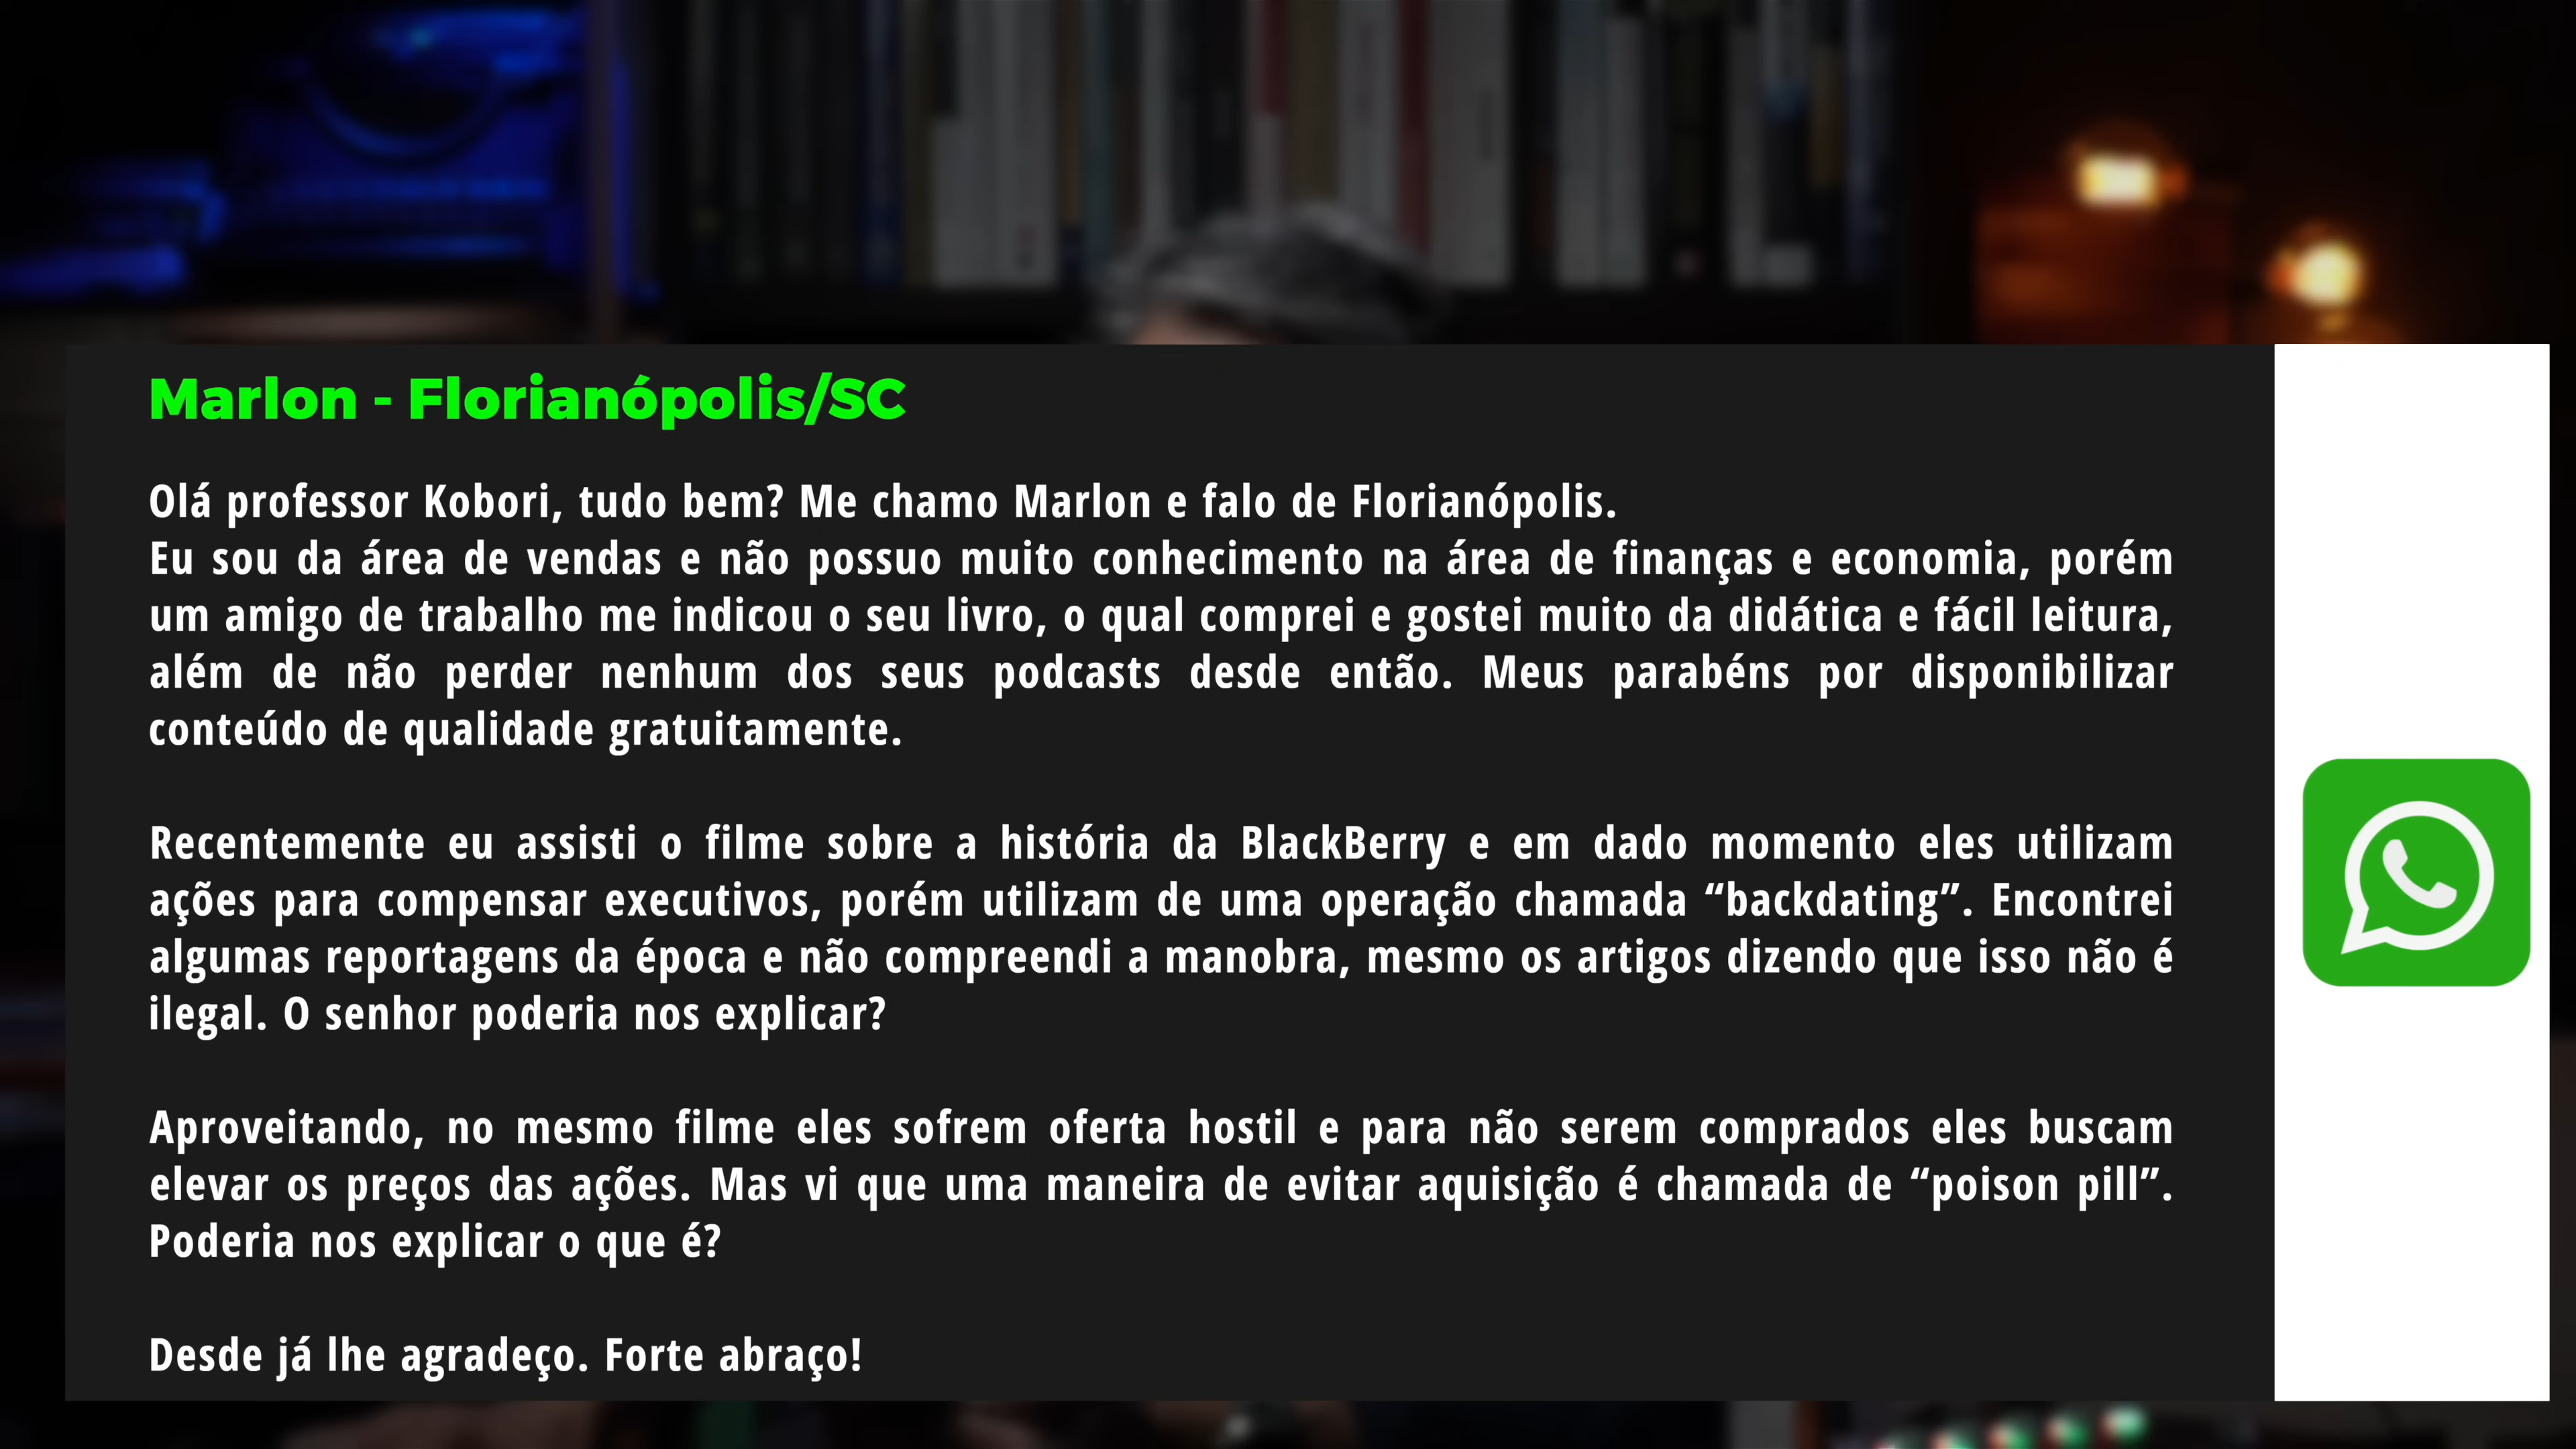 Marlon - Florianópolis/SC
Olá professor Kobori, tudo bem? Me chamo Marlon e falo de Florianópolis.
Eu sou da área de vendas e não possuo muito conhecimento na área de finanças e economia, porém
um amigo de trabalho me indicou o seu livro, o qual comprei e gostei muito da didática e fácil leitura,
além de não perder nenhum dos seus podcasts desde então. Meus parabéns por disponibilizar
conteúdo de qualidade gratuitamente.
Recentemente eu assisti o filme sobre a história da BlackBerry e em dado momento eles utilizam
ações para compensar executivos, porém utilizam de uma operação chamada “backdating”. Encontrei
algumas reportagens da época e não compreendi a manobra, mesmo os artigos dizendo que isso não é
ilegal. O senhor poderia nos explicar?
Aproveitando, no mesmo filme eles sofrem oferta hostil e para não serem comprados eles buscam
elevar os preços das ações. Mas vi que uma maneira de evitar aquisição é chamada de “poison pill”.
Poderia nos explicar o que é?
Desde já lhe agradeço. Forte abraço!